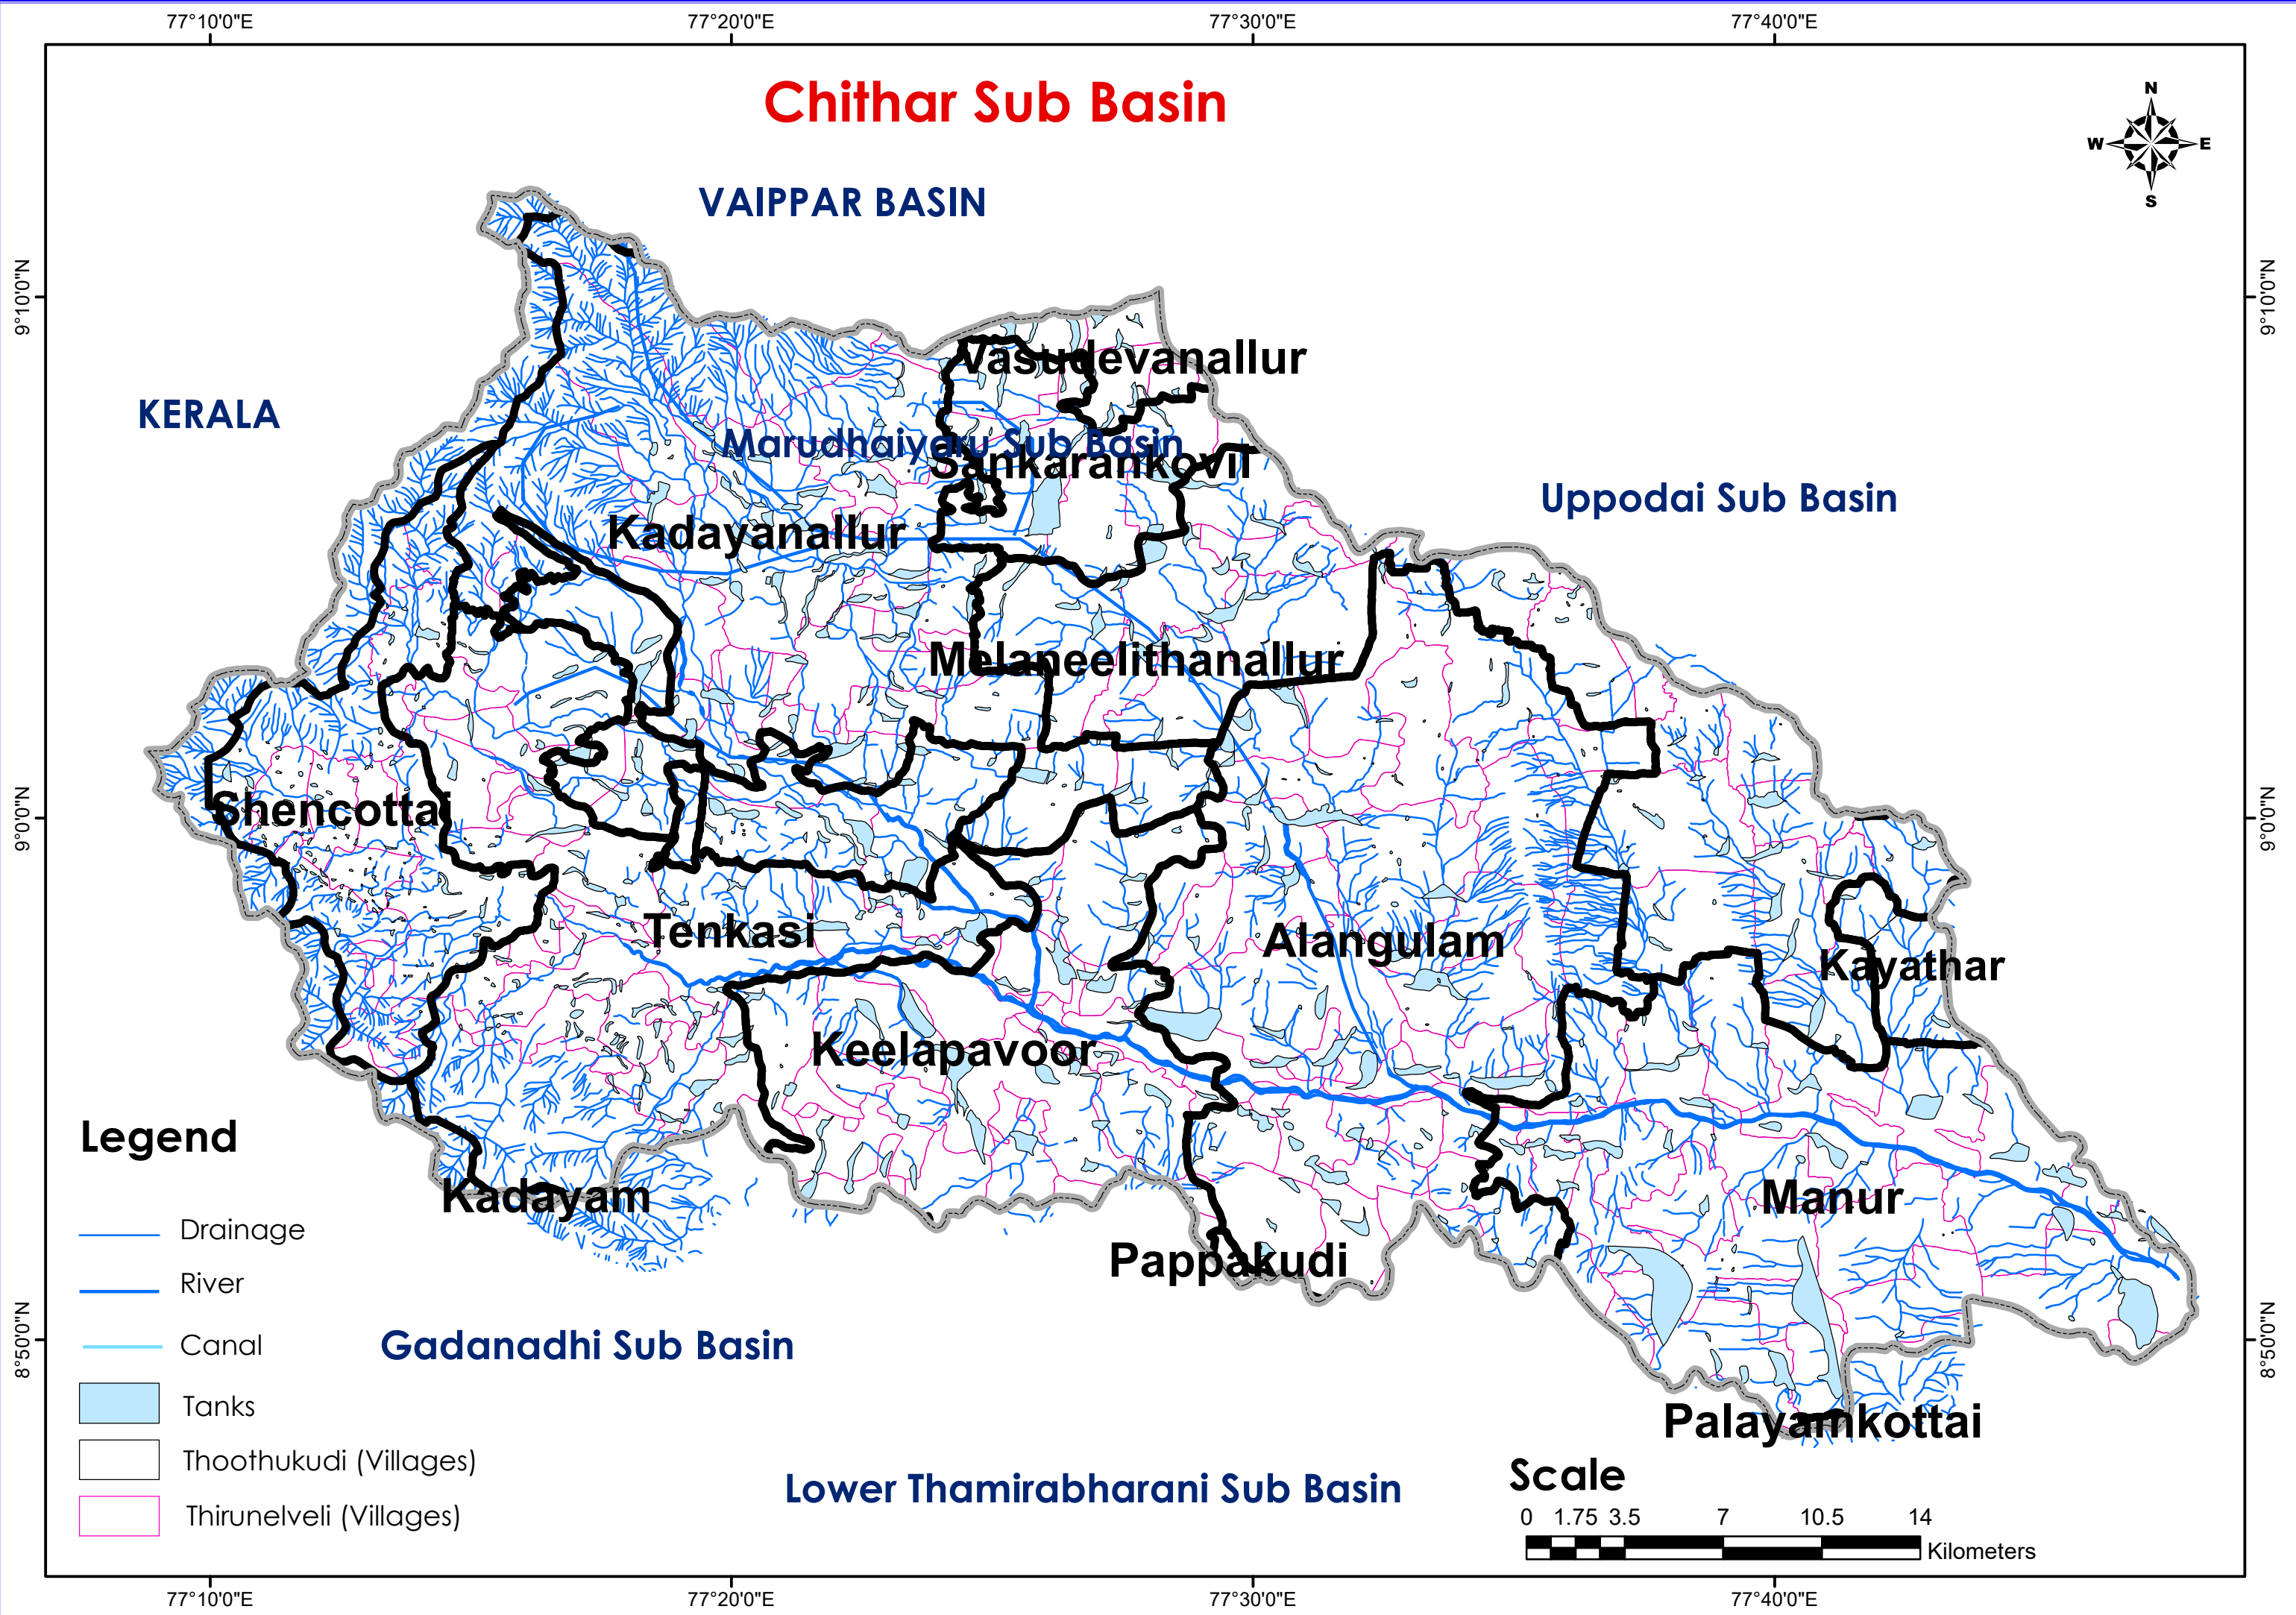 77°10'0"E 77°20'0"E 77°30'0"E 77°40'0"E
Chithar Sub Basin
N
W E
S
VAIPPAR BASIN
9°10'0"N 9°10'0"N
Vasudevanallur
KERALA
Marudhaiyaru Sub Basin
Sankarankovil
Uppodai Sub Basin
Kadayanallur
Melaneelithanallur
Shencottai
9°0'0"N 9°0'0"N
Tenkasi
Alangulam
Kayathar
Keelapavoor
Kadayam
Manur
Pappakudi
Legend
Drainage
River
Canal
Tanks
Thoothukudi (Villages)
Thirunelveli (Villages)
8°50'0"N 8°50'0"N
Gadanadhi Sub Basin
Palayamkottai
Lower Thamirabharani Sub Basin
Scale
0 1.75 3.5 7 10.5 14
Kilometers
77°10'0"E 77°20'0"E 77°30'0"E 77°40'0"E